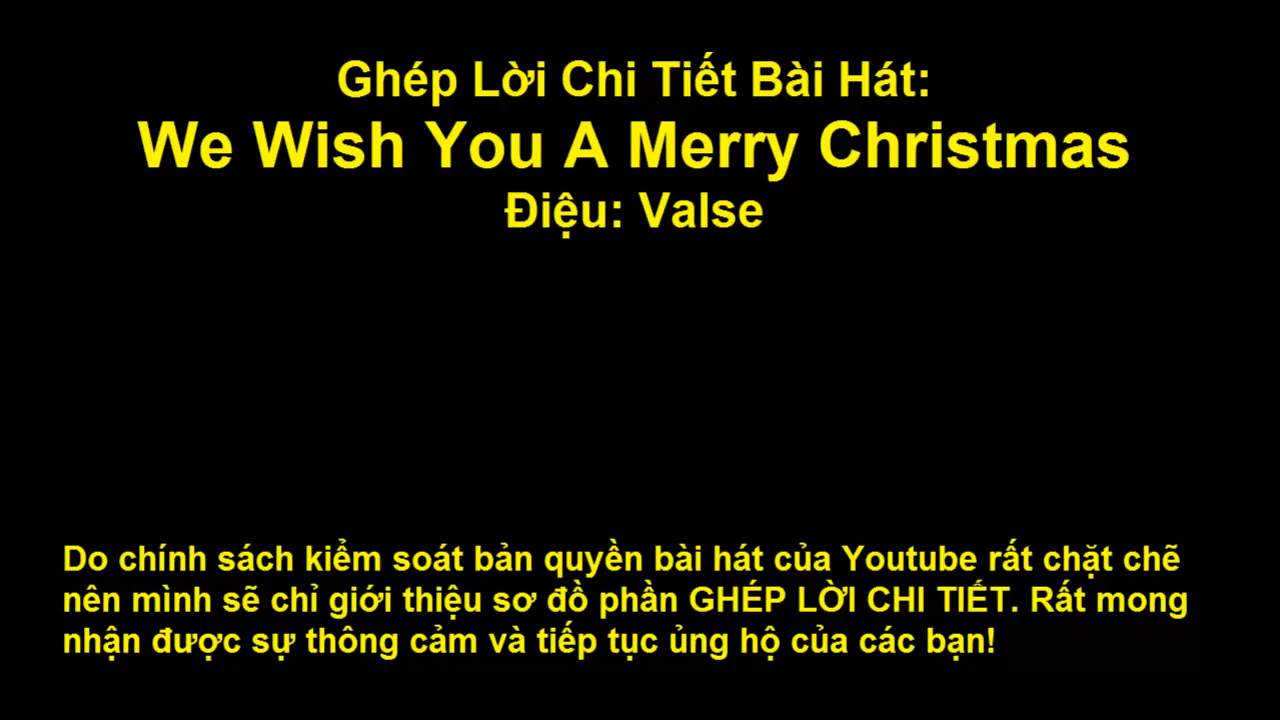 Ghép Lời Chi Tiết Bài Hát:
We Wish You A Merry Christmas
Điệu: Valse
Do chính sách kiểm soát bản quyền bài hát của Youtube rất chặt chẽ
nên mình sẽ chỉ giới thiệu sơ đồ phần GHÉP LỜI CHI TIẾT. Rất mong
nhận được sự thông cảm và tiếp tục ủng hộ của các bạn!